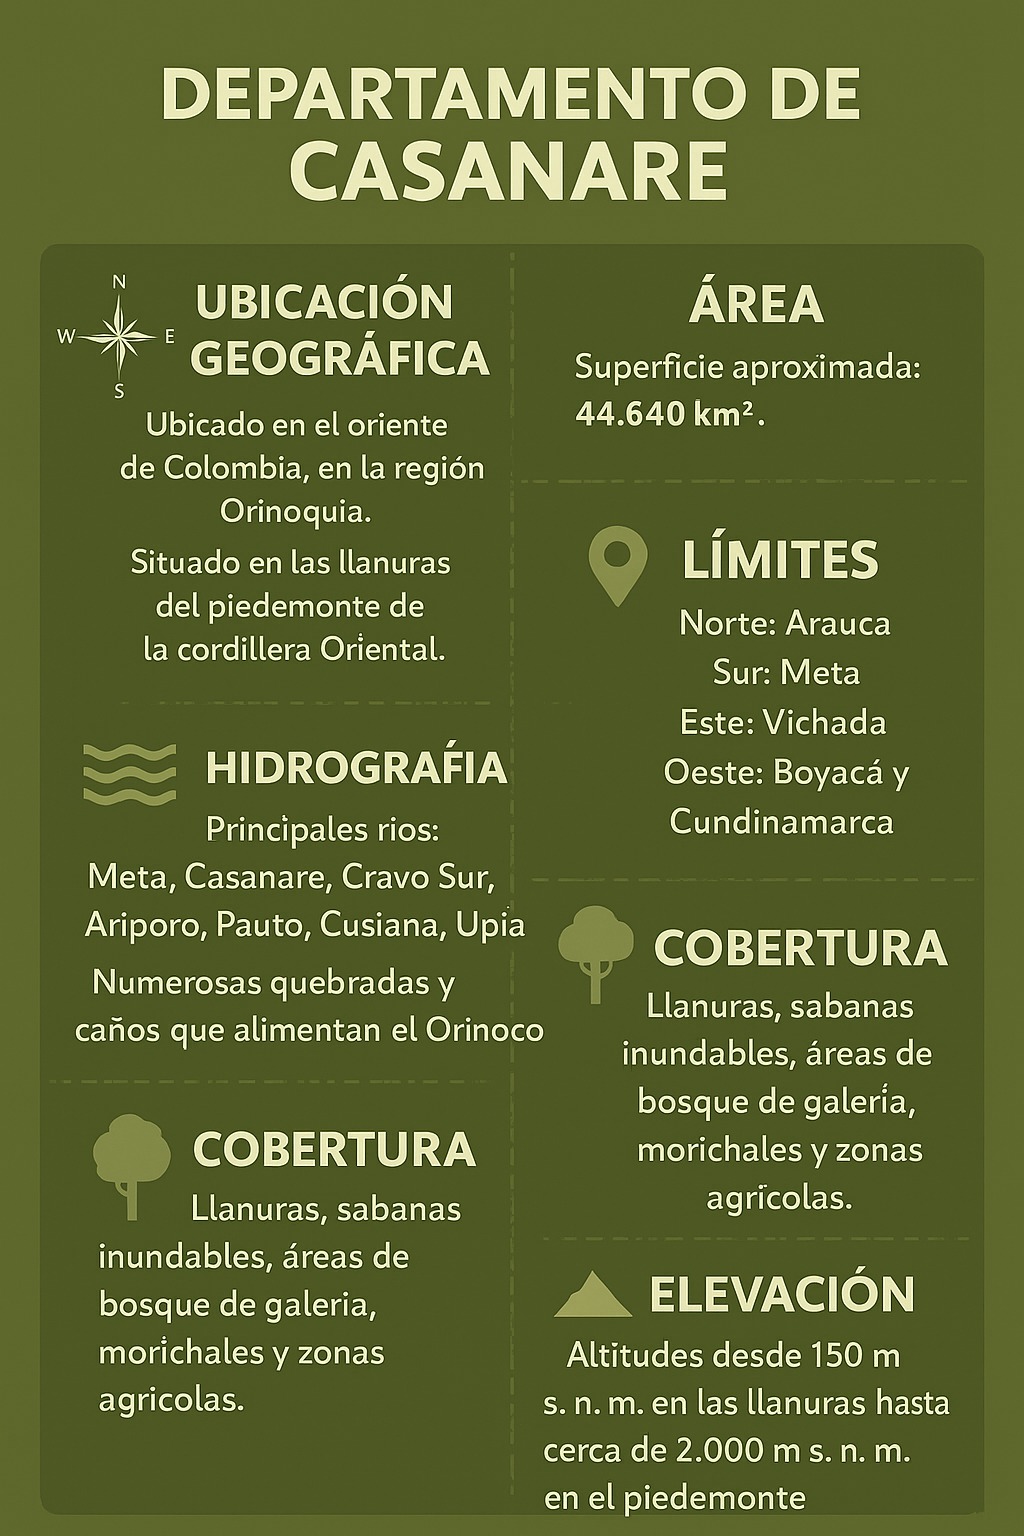 DEPARTAMENTO DE
CASANARE
N
W
E
S
UBICACIÓN
GEOGRÁFICA
Ubicado en el oriente
de Colombia, en la región
Orinoquia.
Situado en las llanuras
del piedemonte de
la cordillera Oriental.
HIDROGRAFÍA
Principales rios:
Meta, Casanare, Cravo Sur,
Ariporo, Pauto, Cusiana, Upia
Numerosas quebradas y
caños que alimentan el Orinoco
COBERTURA
Llanuras, sabanas
inundables, áreas de
bosque de galeria,
morichales y zonas
agricolas.
ÁREA
Superficie aproximada:
44.640 km².
LÍMITES
Norte: Arauca
Sur: Meta
Este: Vichada
Oeste: Boyacá y
Cundinamarca
COBERTURA
Llanuras, sabanas
inundables, áreas de
bosque de galería,
morichales y zonas
agrícolas.
ELEVACIÓN
Altitudes desde 150 m
s. n. m. en las llanuras hasta
cerca de 2.000 m s. n. m.
en el piedemonte